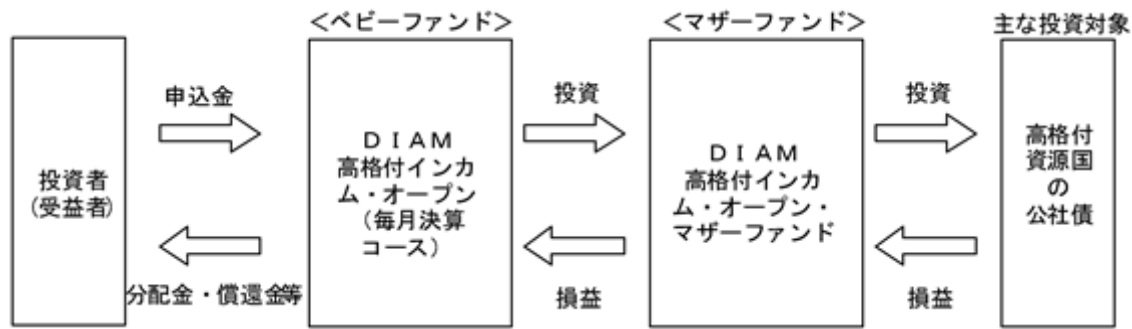 ＜ベビーファンド＞
＜マザーファンド＞
主な投資対象
投資者
(受益者)
申込金
分配金・償還金等
ＤＩＡＭ
高格付インカ
ム・オープン
（毎月決算
コース）
投資
損益
ＤＩＡＭ
高格付インカ
ム・オープン・
マザーファンド
投資
損益
高格付
資源国
の
公社債